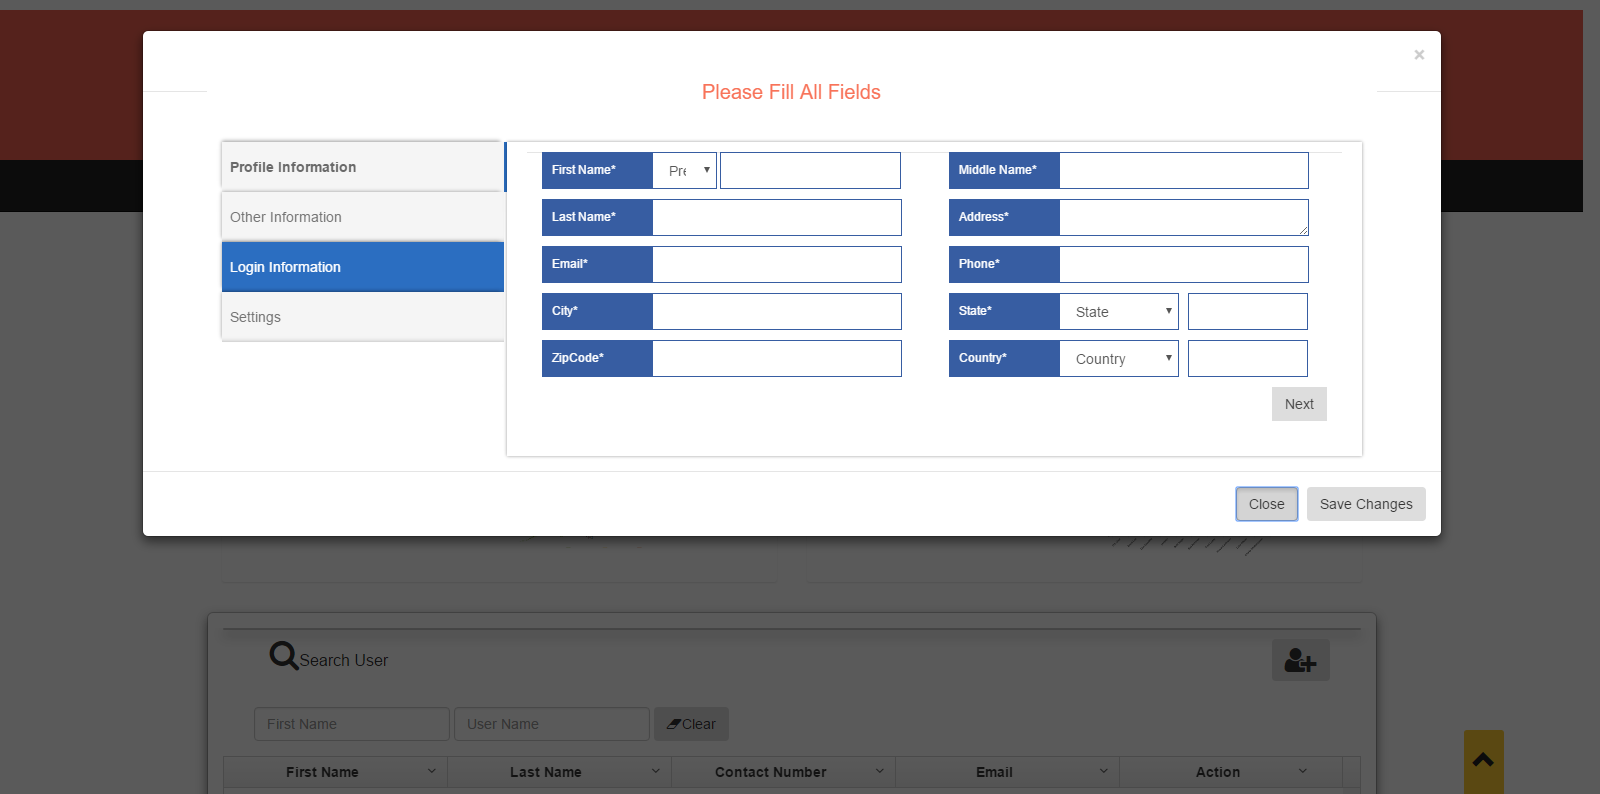 ×
Please Fill All Fields
Profile Information
Other Information
Login Information
Settings
First Name* Pre
Middle Name*
Last Name*
Address*
Email*
Phone*
City*
State* State
ZipCode*
Country* Country
Next
Close Save Changes
Search User
First Name User Name Clear
First Name Last Name Contact Number Email Action